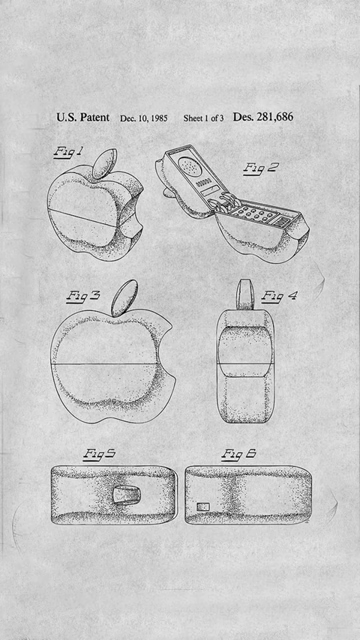 U.S. Patent Dec. 10, 1985 Sheet 1 of 3 Des. 281,686
Fig 1
Fig 2
Fig 3
Fig 4
Fig 5
Fig 6